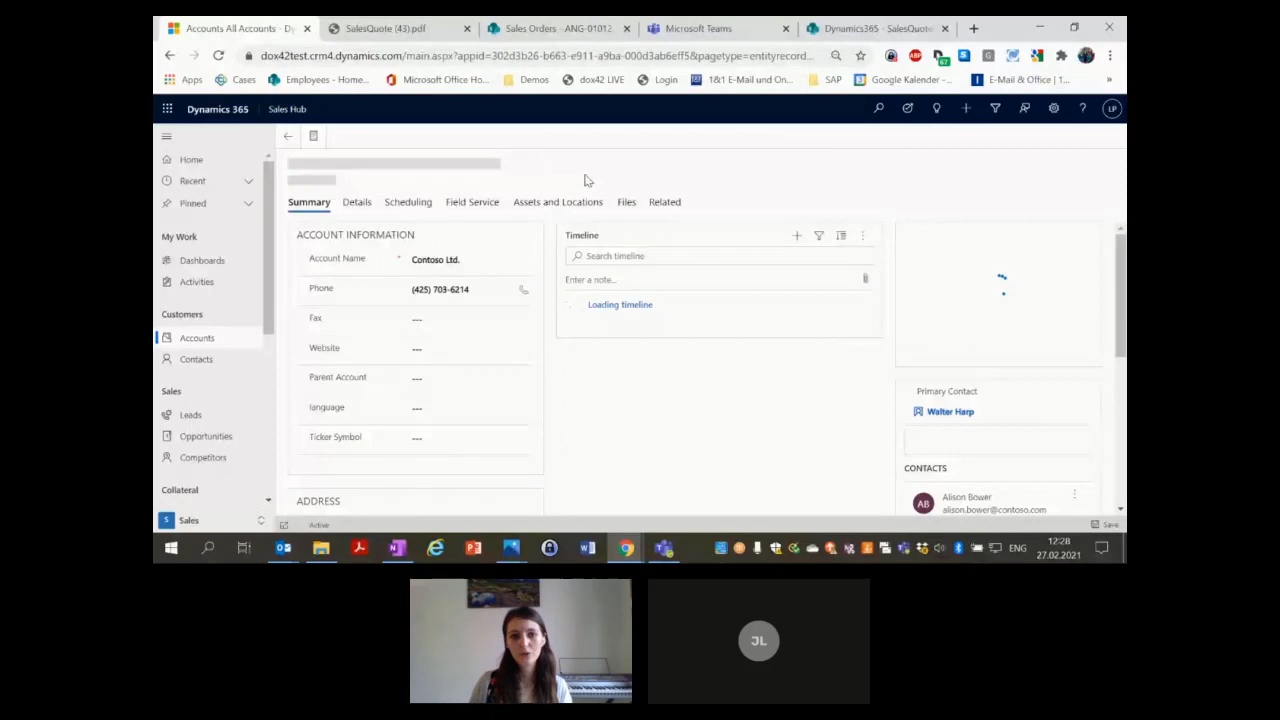 Accounts All Accounts - Dy
SalesQuote (43).pdf
Sales Orders - ANG-01012
Microsoft Teams
Dynamics365 - SalesQuote
dox42test.crm4.dynamics.com/main.aspx?appid=302d3b26-b663-e911-a9ba-000d3ab6eff5&pagetype=entityrecord...
67
Apps
Cases
Employees - Home...
Microsoft Office Ho...
Demos
dox42 LIVE
Login
1&1 E-Mail und On...
SAP
Google Kalender -...
E-Mail & Office | 1...
Dynamics 365
Sales Hub
LP
Home
Recent
Pinned
My Work
Dashboards
Activities
Customers
Accounts
Contacts
Sales
Leads
Opportunities
Competitors
Collateral
S Sales
Summary
Details
Scheduling
Field Service
Assets and Locations
Files
Related
ACCOUNT INFORMATION
Account Name * Contoso Ltd.
Phone (425) 703-6214
Fax ---
Website ---
Parent Account ---
language ---
Ticker Symbol ---
ADDRESS
Timeline
Search timeline
Enter a note...
Loading timeline
Primary Contact
Walter Harp
CONTACTS
AB
Alison Bower
alison.bower@contoso.com
Active
Save
ENG
12:28
27.02.2021
JL